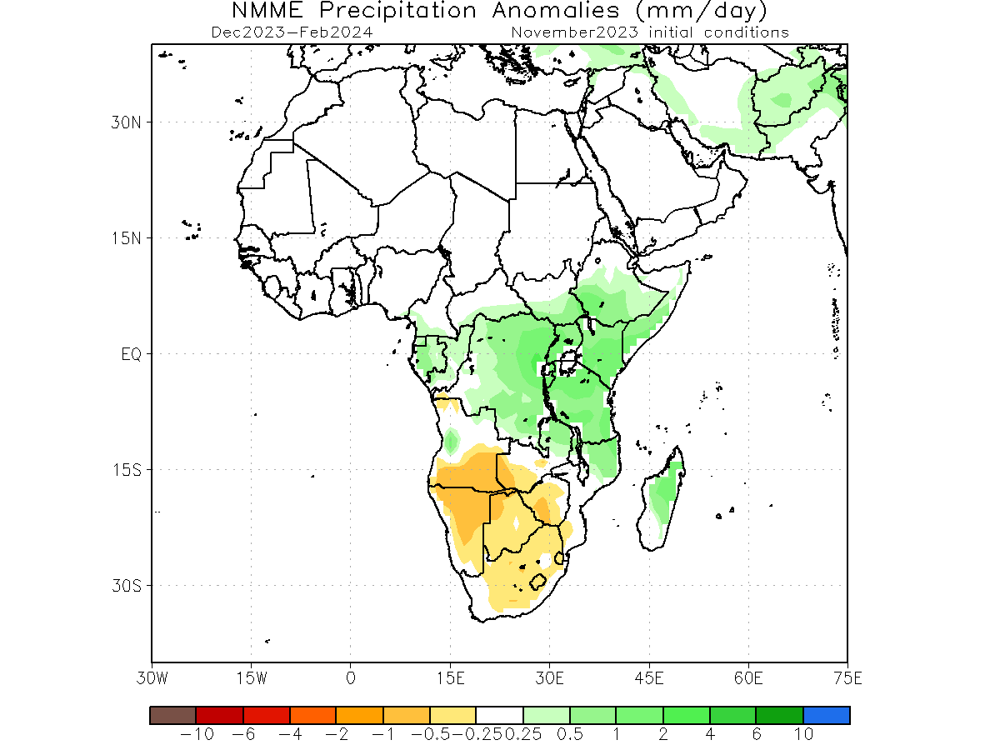 NMME Precipitation Anomalies (mm/day)
Dec2023−Feb2024 November2023 initial conditions
30N
15N
EQ
15S
30S
30W 15W 0 15E 30E 45E 60E 75E
−10 −6 −4 −2 −1 −0.5 −0.25 0.25 0.5 1 2 4 6 10